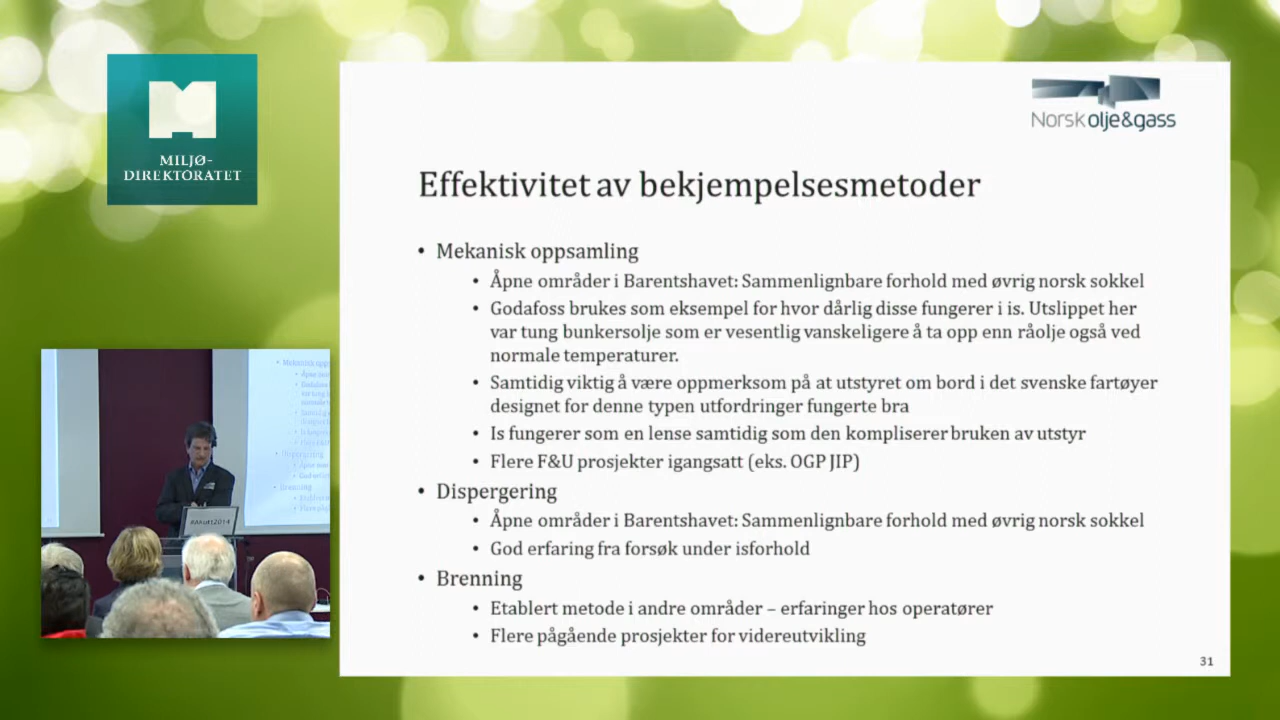 MILJØ-
DIREKTORATET
Norsk olje&gass
Effektivitet av bekjempelsesmetoder
• Mekanisk oppsamling
• Åpne områder i Barentshavet: Sammenlignbare forhold med øvrig norsk sokkel
• Godafoss brukes som eksempel for hvor dårlig disse fungerer i is. Utslippet her
var tung bunkersolje som er vesentlig vanskeligere å ta opp enn råolje også ved
normale temperaturer.
• Samtidig viktig å være oppmerksom på at utstyret om bord i det svenske fartøyer
designet for denne typen utfordringer fungerte bra
• Is fungerer som en lense samtidig som den kompliserer bruken av utstyr
• Flere F&U prosjekter igangsatt (eks. OGP JIP)
• Dispergering
• Åpne områder i Barentshavet: Sammenlignbare forhold med øvrig norsk sokkel
• God erfaring fra forsøk under isforhold
• Brenning
• Etablert metode i andre områder – erfaringer hos operatører
• Flere pågående prosjekter for videreutvikling
31